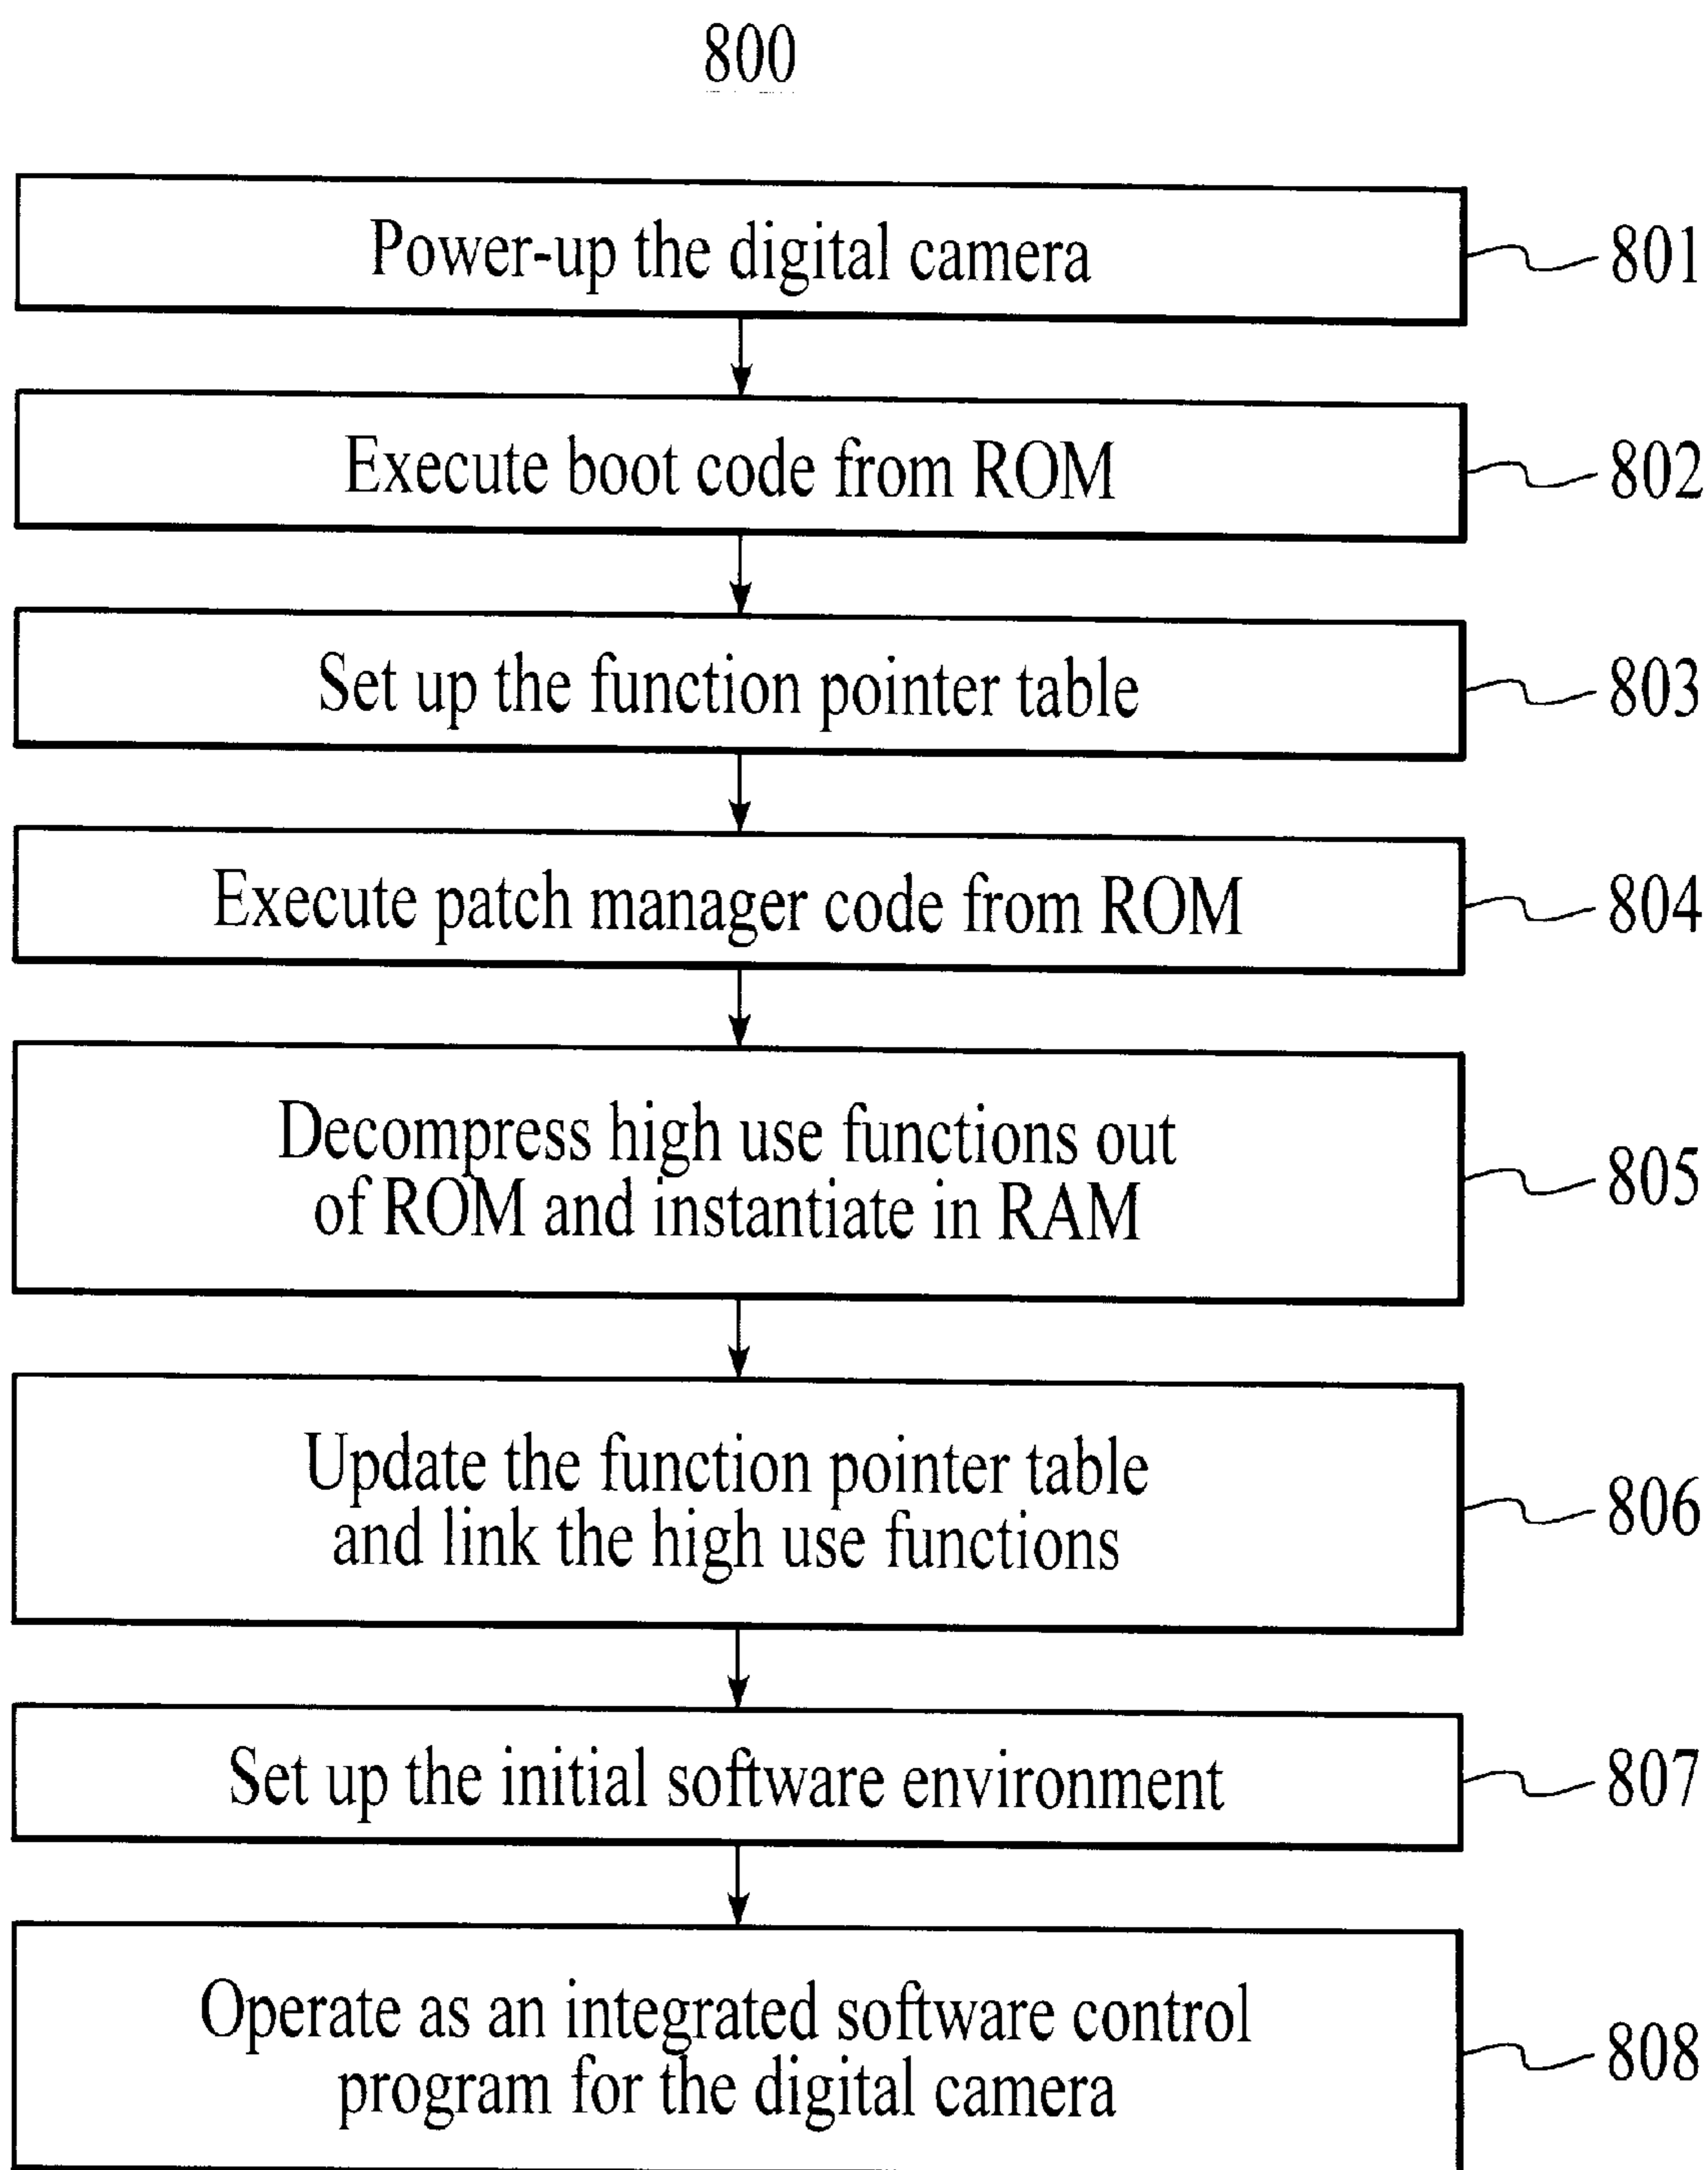 800
Power-up the digital camera
801
Execute boot code from ROM
802
Set up the function pointer table
803
Execute patch manager code from ROM
804
Decompress high use functions out
of ROM and instantiate in RAM
805
Update the function pointer table
and link the high use functions
806
Set up the initial software environment
807
Operate as an integrated software control
program for the digital camera
808